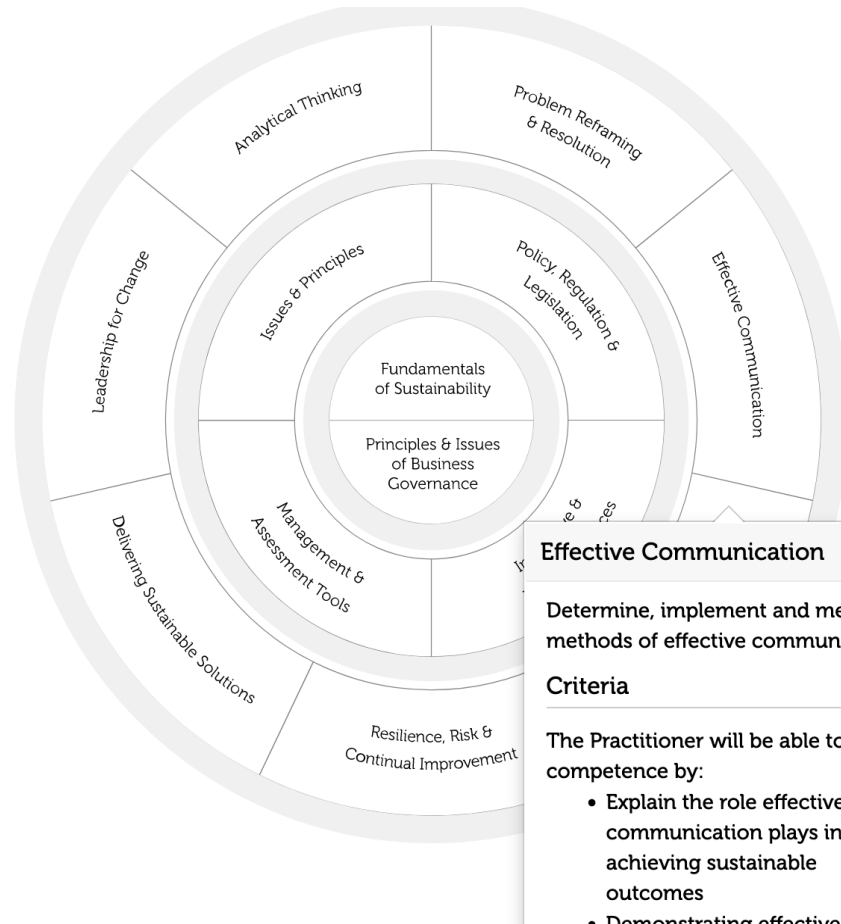 Analytical Thinking
Problem Reframing
& Resolution
Leadership for Change
Issues & Principles
Policy, Regulation &
Legislation
Effective Communication
Fundamentals
of Sustainability
Principles & Issues
of Business
Governance
Management &
Assessment Tools
Delivering Sustainable Solutions
Resilience, Risk &
Continual Improvement
Effective Communication
Determine, implement and
methods of effective
Criteria
The Practitioner will be able to
competence by:
• Explain the role effective
communication plays in
achieving sustainable
outcomes
• Demonstrating effective